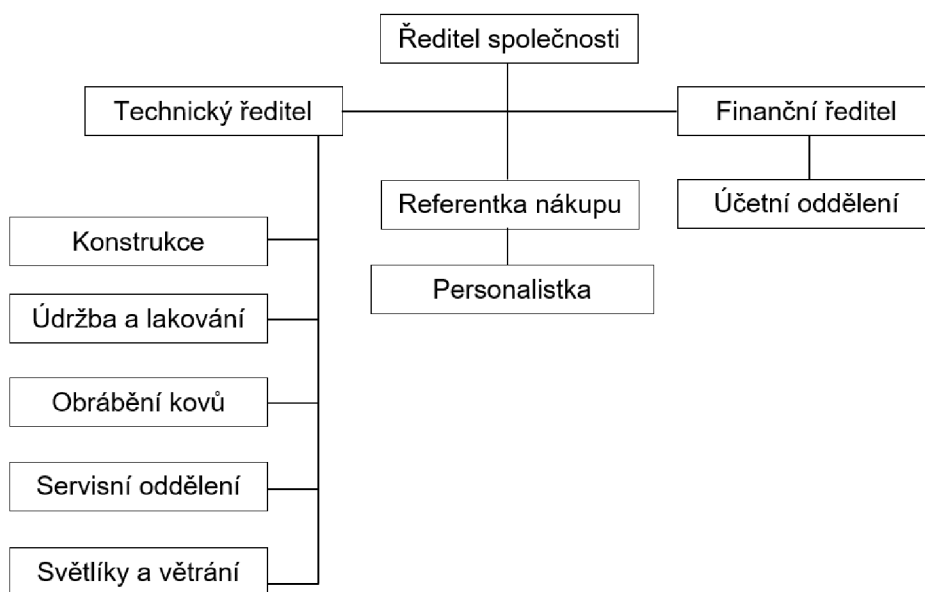 Ředitel společnosti
Technický ředitel
Finanční ředitel
Referentka nákupu
Účetní oddělení
Konstrukce
Personalistka
Údržba a lakování
Obrábění kovů
Servisní oddělení
Světlíky a větrání